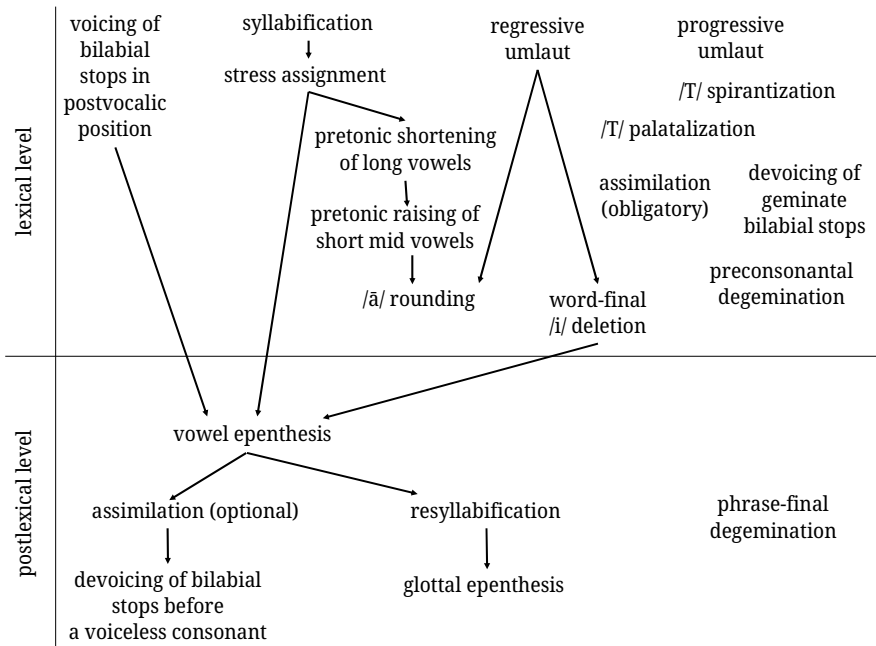 lexical level
voicing of
bilabial
stops in
postvocalic
position
syllabification
stress assignment
pretonic shortening
of long vowels
pretonic raising of
short mid vowels
/ā/ rounding
regressive
umlaut
word-final
/i/ deletion
progressive
umlaut
/T/ spirantization
/T/ palatalization
assimilation
(obligatory)
devoicing of
geminate
bilabial stops
preconsonantal
degemination
postlexical level
vowel epenthesis
assimilation (optional)
devoicing of bilabial
stops before
a voiceless consonant
resyllabification
glottal epenthesis
phrase-final
degemination